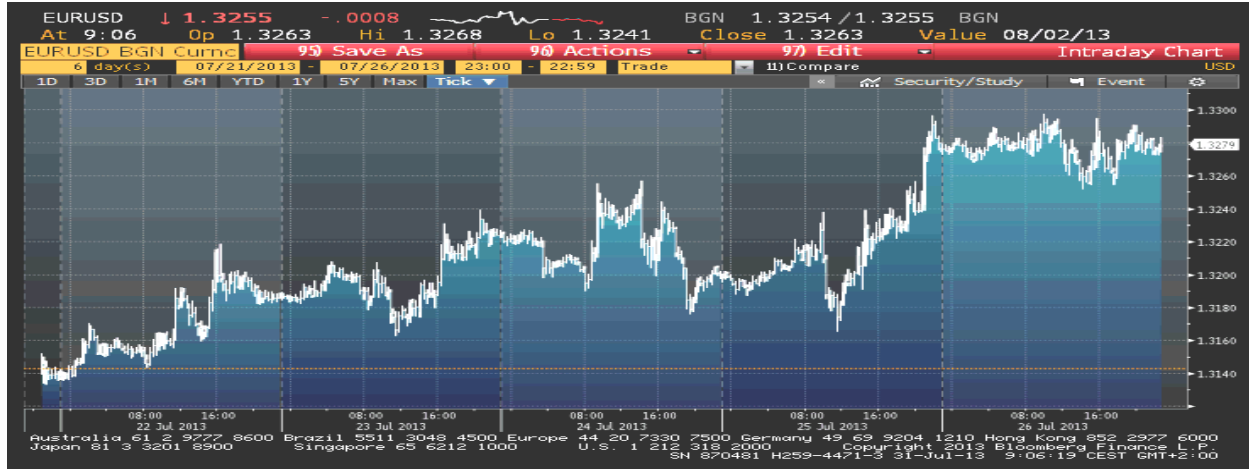 EURUSD ↓ 1.3255 -.0008 BGN 1.3254/1.3255 BGN
At 9:06 Op 1.3263 Hi 1.3268 Lo 1.3241 Close 1.3263 Value 08/02/13
EURUSD BGN Curnc 95) Save As 96) Actions 97) Edit Intraday Chart
6 day(s) 07/21/2013 - 07/26/2013 23:00 - 22:59 Trade 11)Compare USD
1D 3D 1M 6M YTD 1Y 5Y Max Tick ▼ « Security/Study Event
1.3300
1.3279
1.3260
1.3240
1.3220
1.3200
1.3180
1.3160
1.3140
08:00 16:00 08:00 16:00 08:00 16:00 08:00 16:00 08:00 16:00
22 Jul 2013 23 Jul 2013 24 Jul 2013 25 Jul 2013 26 Jul 2013
Australia 61 2 9777 8600 Brazil 5511 3048 4500 Europe 44 20 7330 7500 Germany 49 69 9204 1210 Hong Kong 852 2977 6000
Japan 81 3 3201 8900 Singapore 65 6212 1000 U.S. 1 212 318 2000 Copyright 2013 Bloomberg Finance L.P.
SN 870481 H259-4471-3 31-Jul-13 9:06:19 CEST GMT+2:00